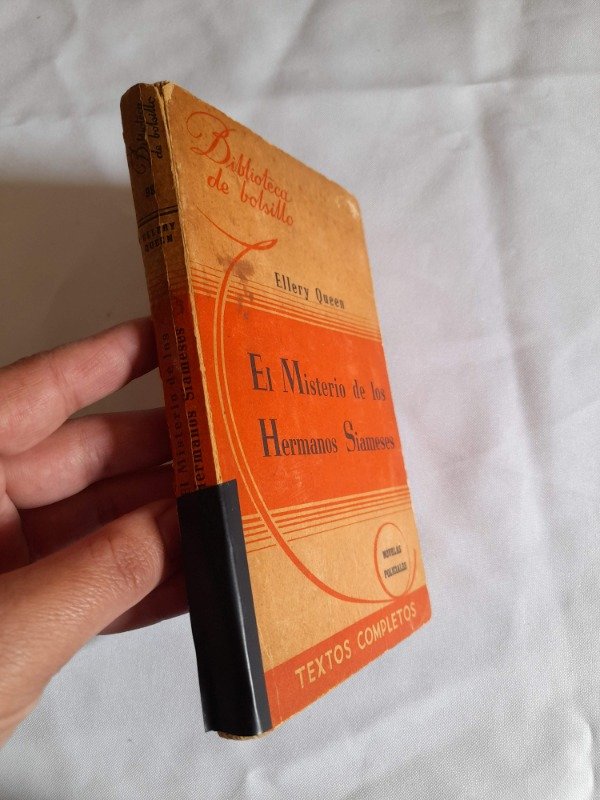 Biblioteca
de bolsillo
Ellery Queen
El Misterio de los
Hermanos Siameses
NOVELAS
POLICIALES
TEXTOS COMPLETOS
Biblioteca
de bolsillo
ELLERY
QUEEN
El Misterio de los
Hermanos Siameses